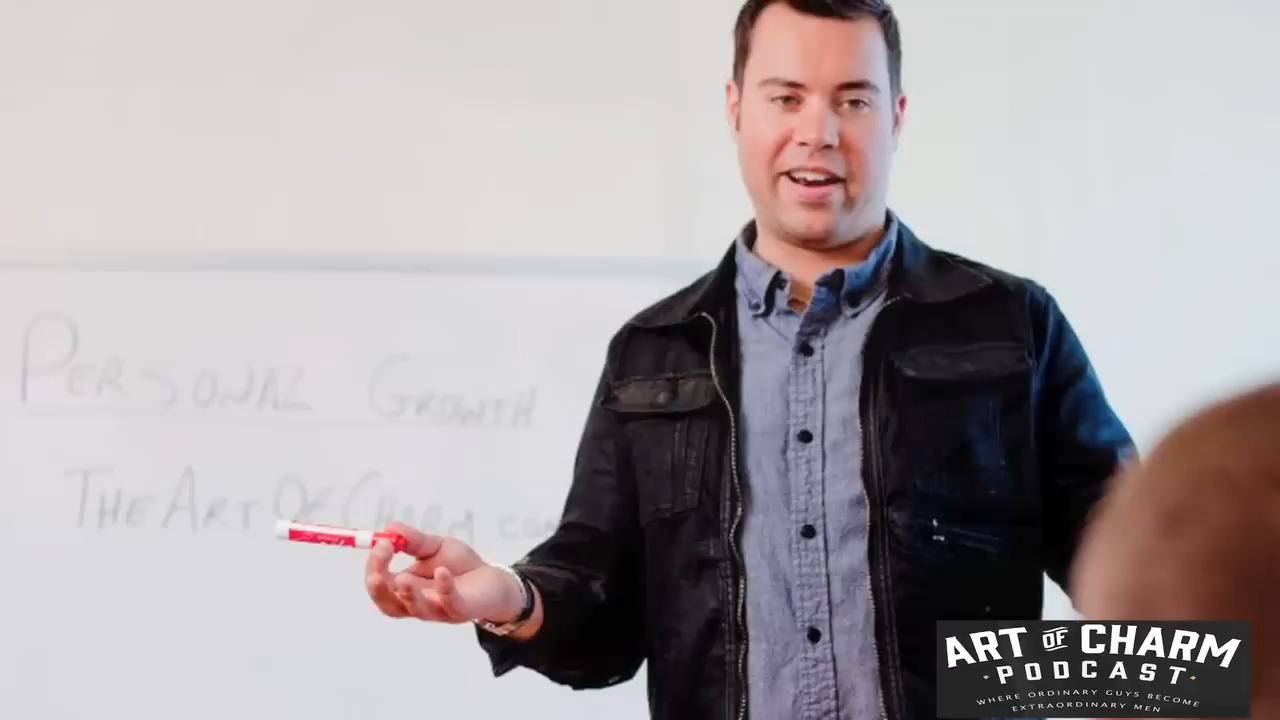 PERSONAL GROWTH
THE ART OF CHARM
ART OF CHARM
PODCAST
WHERE ORDINARY GUYS BECOME
EXTRAORDINARY MEN